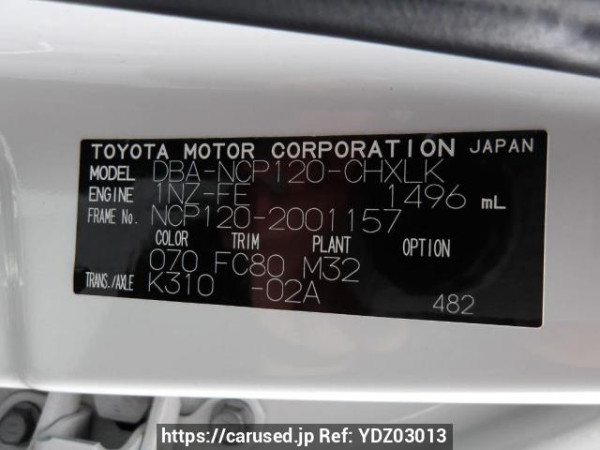 TOYOTA MOTOR CORPORATION JAPAN
MODEL DBA-NCP120-CHXLK
ENGINE 1NZ-FE 1496 mL
FRAME No. NCP120-2001157
COLOR TRIM PLANT OPTION
070 FC80 M32
TRANS./AXLE K310 -02A
482
https://carused.jp Ref: YDZ03013